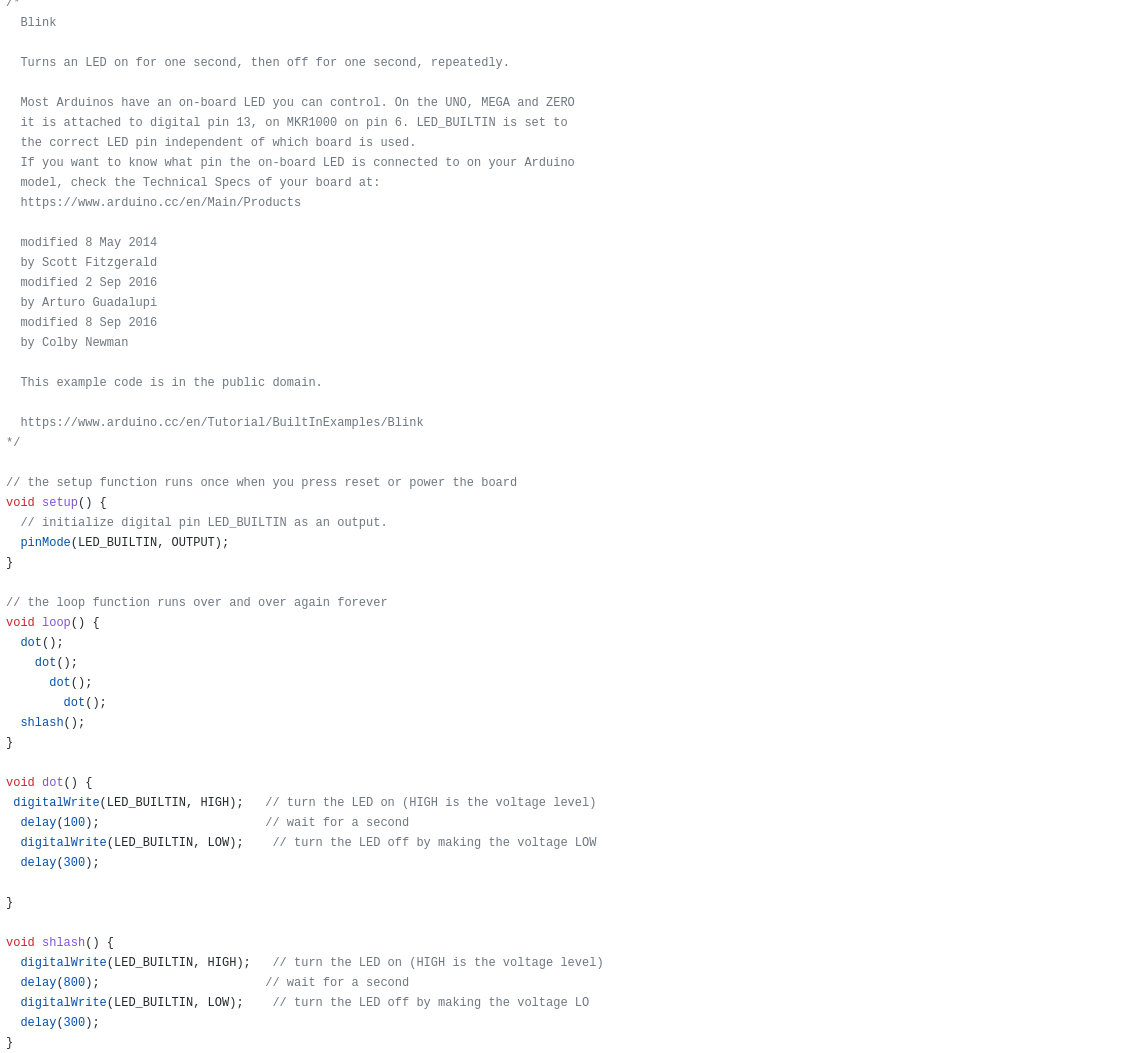 /*
  Blink

  Turns an LED on for one second, then off for one second, repeatedly.

  Most Arduinos have an on-board LED you can control. On the UNO, MEGA and ZERO
  it is attached to digital pin 13, on MKR1000 on pin 6. LED_BUILTIN is set to
  the correct LED pin independent of which board is used.
  If you want to know what pin the on-board LED is connected to on your Arduino
  model, check the Technical Specs of your board at:
  https://www.arduino.cc/en/Main/Products

  modified 8 May 2014
  by Scott Fitzgerald
  modified 2 Sep 2016
  by Arturo Guadalupi
  modified 8 Sep 2016
  by Colby Newman

  This example code is in the public domain.

  https://www.arduino.cc/en/Tutorial/BuiltInExamples/Blink
*/

// the setup function runs once when you press reset or power the board
void setup() {
  // initialize digital pin LED_BUILTIN as an output.
  pinMode(LED_BUILTIN, OUTPUT);
}

// the loop function runs over and over again forever
void loop() {
  dot();
    dot();
      dot();
        dot();
  shlash();
}

void dot() {
 digitalWrite(LED_BUILTIN, HIGH);   // turn the LED on (HIGH is the voltage level)
  delay(100);                       // wait for a second
  digitalWrite(LED_BUILTIN, LOW);    // turn the LED off by making the voltage LOW
  delay(300);

}

void shlash() {
  digitalWrite(LED_BUILTIN, HIGH);   // turn the LED on (HIGH is the voltage level)
  delay(800);                       // wait for a second
  digitalWrite(LED_BUILTIN, LOW);    // turn the LED off by making the voltage LO
  delay(300);
}